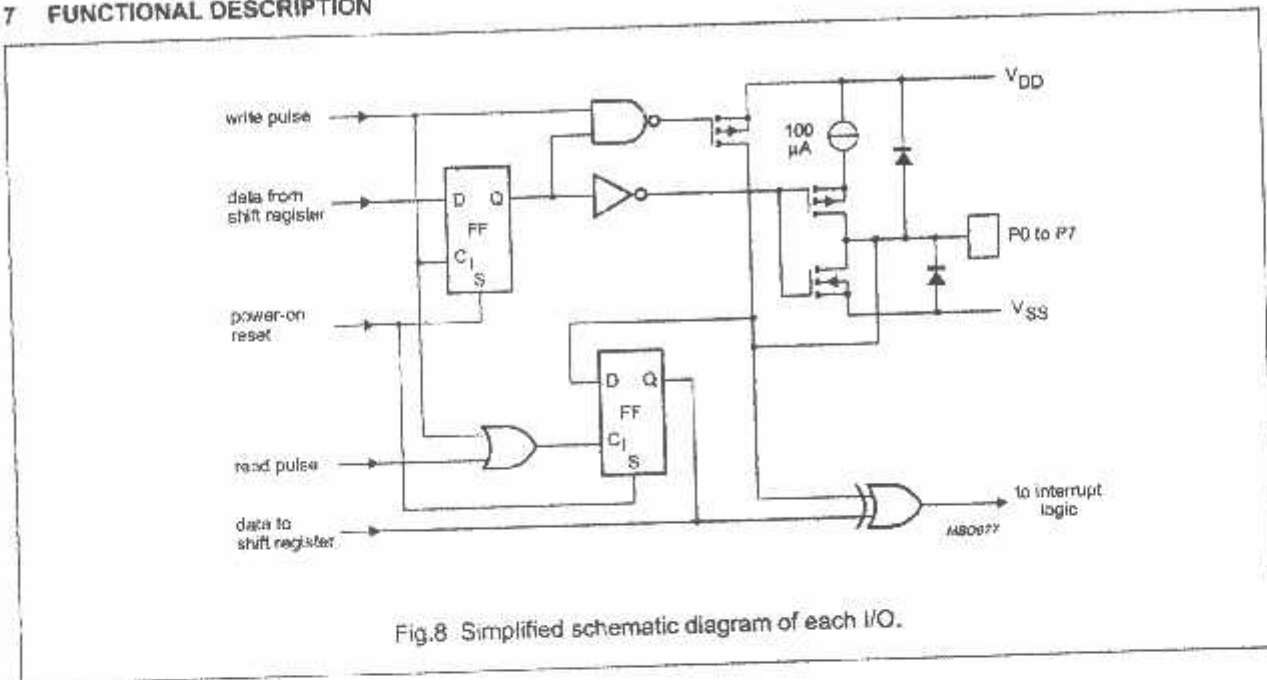 7 FUNCTIONAL DESCRIPTION
write pulse
data from
shift register
power-on
reset
read pulse
data to
shift register
D Q
FF
CI
S
D Q
FF
CI
S
100
µA
VDD
P0 to P7
VSS
to interrupt
logic
MBD977
Fig.8 Simplified schematic diagram of each I/O.